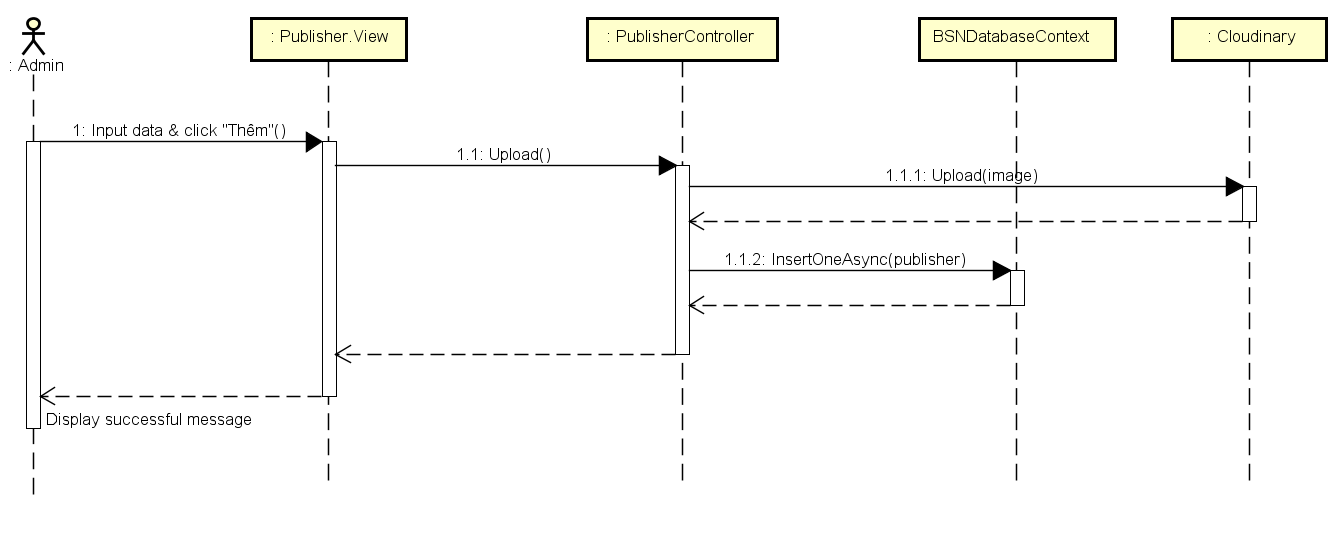 : Admin
: Publisher.View
: PublisherController
BSNDatabaseContext
: Cloudinary
1: Input data & click "Thêm"()
1.1: Upload()
1.1.1: Upload(image)
1.1.2: InsertOneAsync(publisher)
Display successful message